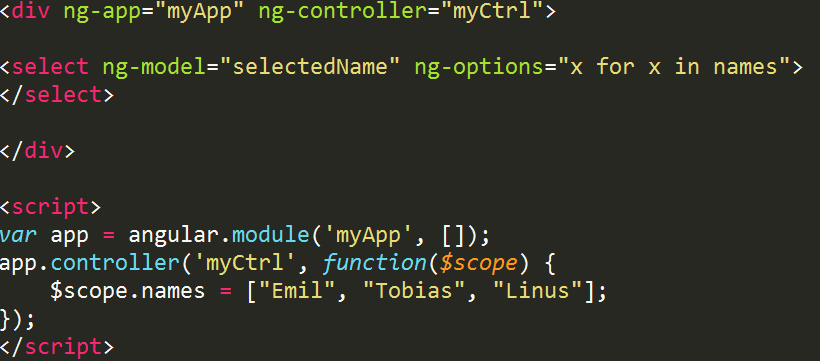 <div ng-app="myApp" ng-controller="myCtrl">
<select ng-model="selectedName" ng-options="x for x in names">
</select>
</div>
<script>
var app = angular.module('myApp', []);
app.controller('myCtrl', function($scope) {
    $scope.names = ["Emil", "Tobias", "Linus"];
});
</script>